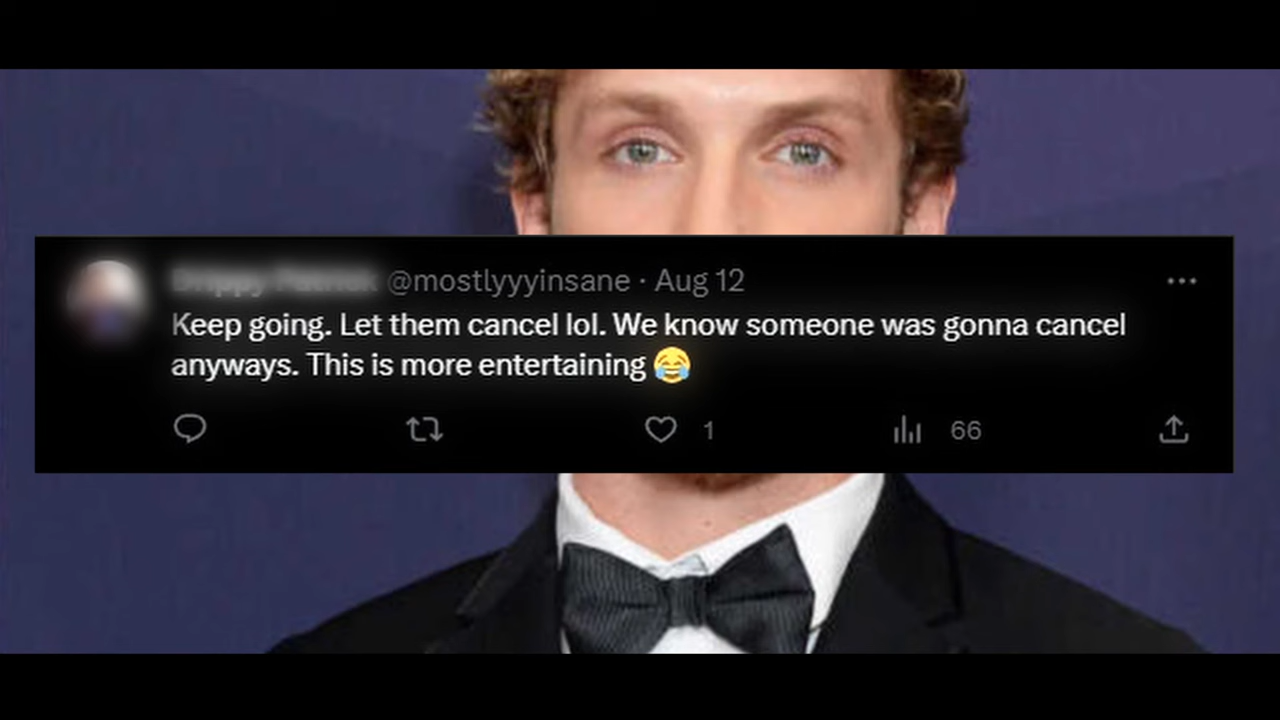 @mostlyyyinsane · Aug 12
Keep going. Let them cancel lol. We know someone was gonna cancel
anyways. This is more entertaining 😂
1 66